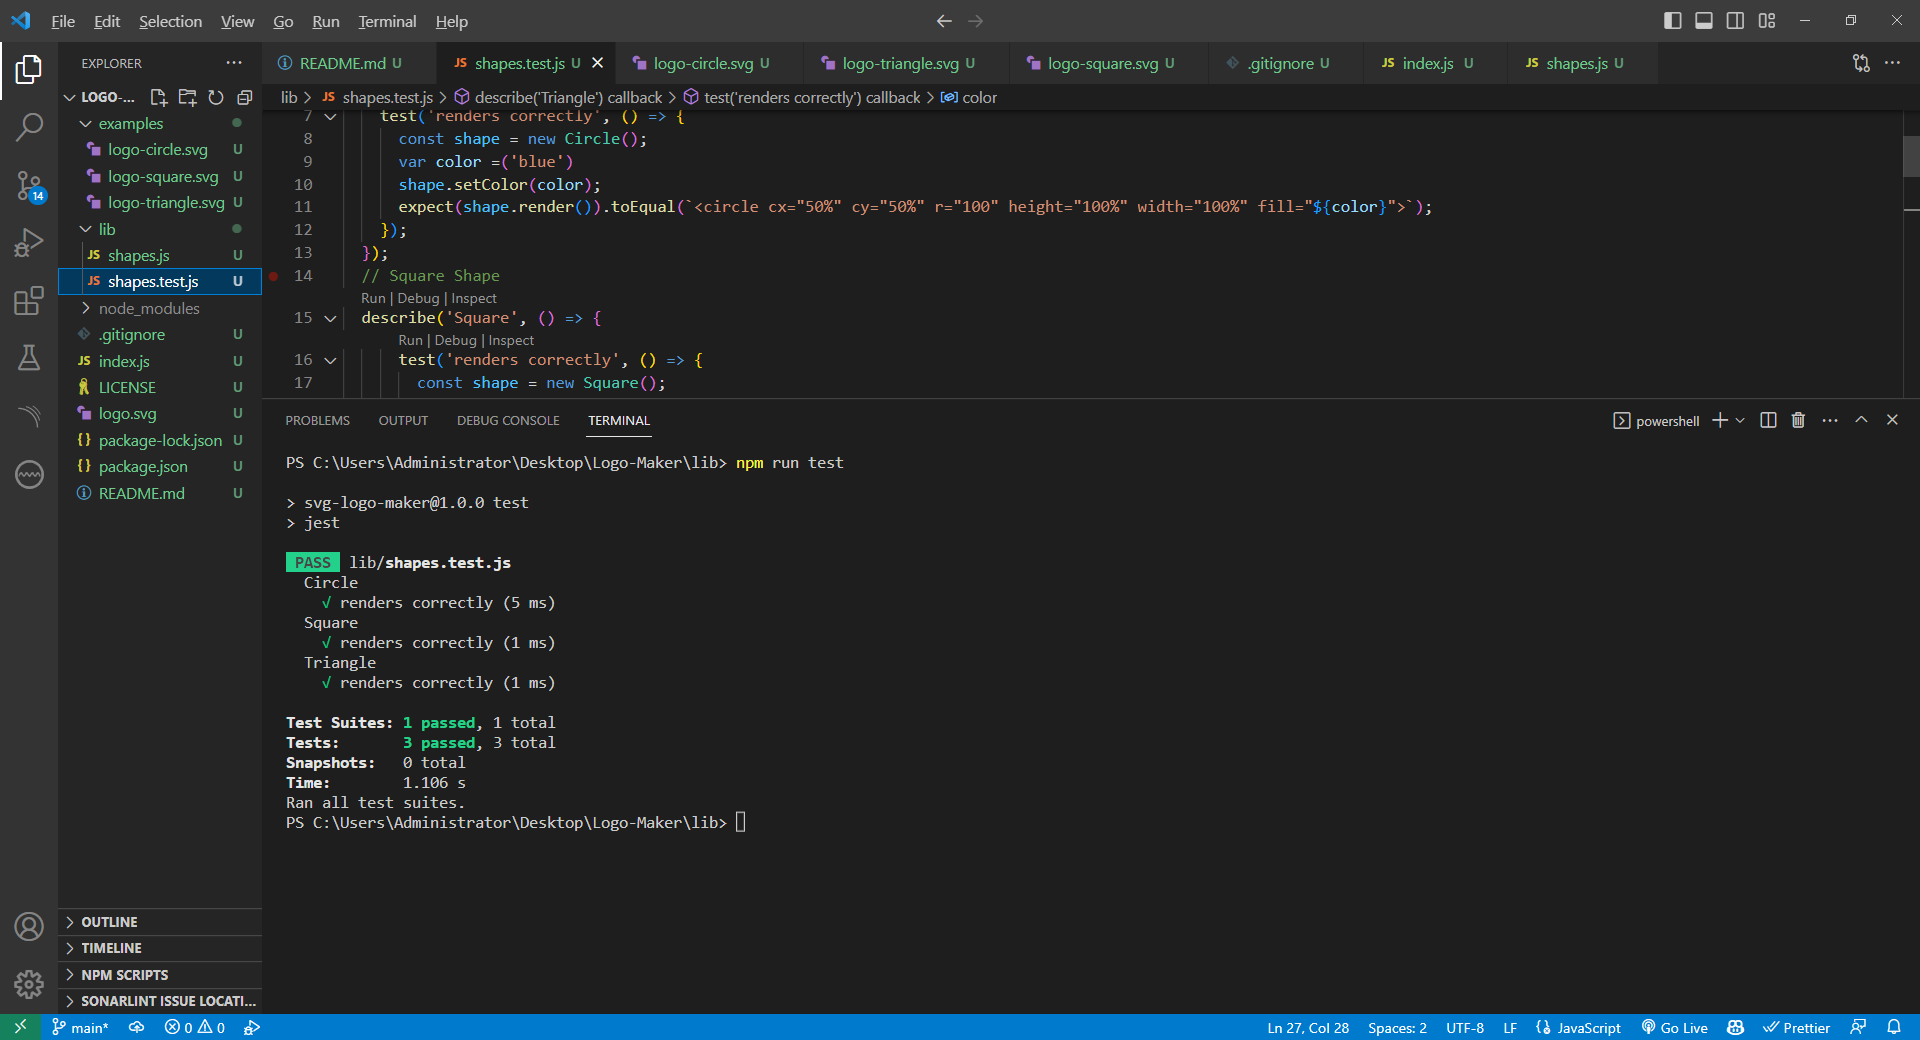 File Edit Selection View Go Run Terminal Help
EXPLORER
README.md U
JS shapes.test.js U
logo-circle.svg U
logo-triangle.svg U
logo-square.svg U
.gitignore U
JS index.js U
JS shapes.js U
LOGO-...
lib > JS shapes.test.js > describe('Triangle') callback > test('renders correctly') callback > color
examples
logo-circle.svg U
logo-square.svg U
logo-triangle.svg U
lib
JS shapes.js U
JS shapes.test.js U
node_modules
.gitignore U
JS index.js U
LICENSE U
logo.svg U
{} package-lock.json U
{} package.json U
README.md U
14
OUTLINE
TIMELINE
NPM SCRIPTS
SONARLINT ISSUE LOCATI...
7 test('renders correctly', () => {
8 const shape = new Circle();
9 var color =('blue')
10 shape.setColor(color);
11 expect(shape.render()).toEqual(`<circle cx="50%" cy="50%" r="100" height="100%" width="100%" fill="${color}">`);
12 });
13 });
14 // Square Shape
Run | Debug | Inspect
15 describe('Square', () => {
Run | Debug | Inspect
16 test('renders correctly', () => {
17 const shape = new Square();
PROBLEMS OUTPUT DEBUG CONSOLE TERMINAL
powershell
PS C:\Users\Administrator\Desktop\Logo-Maker\lib> npm run test
> svg-logo-maker@1.0.0 test
> jest
PASS lib/shapes.test.js
Circle
√ renders correctly (5 ms)
Square
√ renders correctly (1 ms)
Triangle
√ renders correctly (1 ms)
Test Suites: 1 passed, 1 total
Tests: 3 passed, 3 total
Snapshots: 0 total
Time: 1.106 s
Ran all test suites.
PS C:\Users\Administrator\Desktop\Logo-Maker\lib>
main* 0 0
Ln 27, Col 28 Spaces: 2 UTF-8 LF JavaScript Go Live Prettier